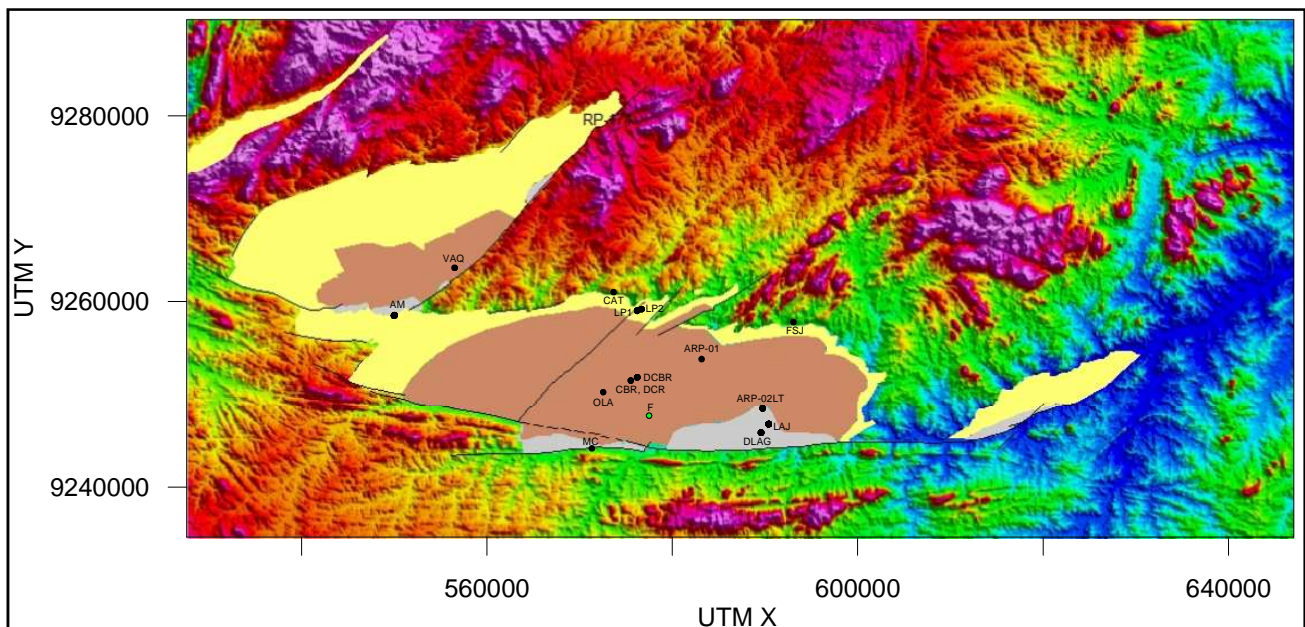 9280000
RP-1
VAQ
9260000
AM
CAT
LP1
LP2
FSJ
ARP-01
DCBR
CBR, DCR
OLA
ARP-02LT
F
LAJ
DLAG
MC
9240000
UTM Y
560000
600000
640000
UTM X